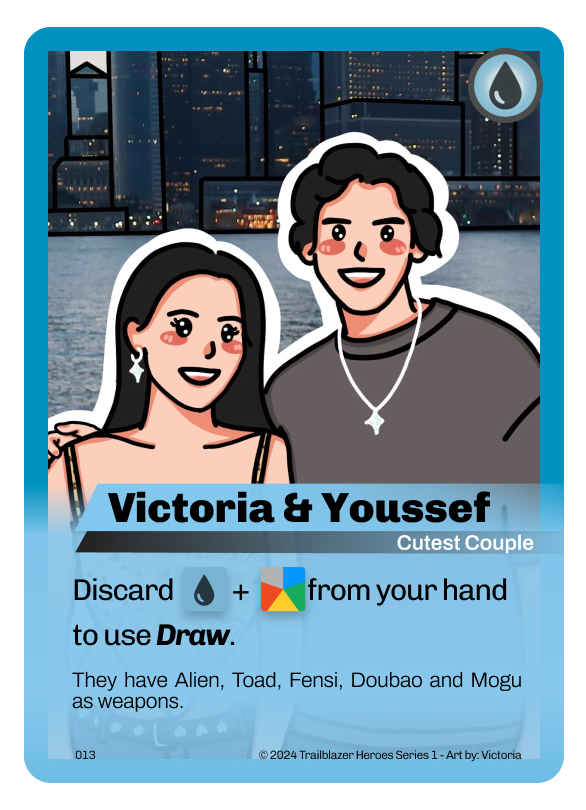 Victoria & Youssef
Cutest Couple
Discard + from your hand
to use Draw.
They have Alien, Toad, Fensi, Doubao and Mogu
as weapons.
013 © 2024 Trailblazer Heroes Series 1 - Art by: Victoria